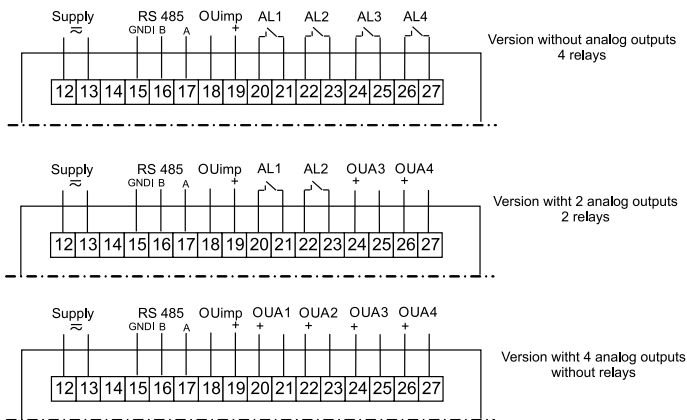 Supply RS 485 OUimp AL1 AL2 AL3 AL4
GNDI B A +
Version without analog outputs
4 relays
12 13 14 15 16 17 18 19 20 21 22 23 24 25 26 27
Supply RS 485 OUimp AL1 AL2 OUA3 OUA4
GNDI B A + + +
Version witht 2 analog outputs
2 relays
12 13 14 15 16 17 18 19 20 21 22 23 24 25 26 27
Supply RS 485 OUimp OUA1 OUA2 OUA3 OUA4
GNDI B A + + + + +
Version witht 4 analog outputs
without relays
12 13 14 15 16 17 18 19 20 21 22 23 24 25 26 27